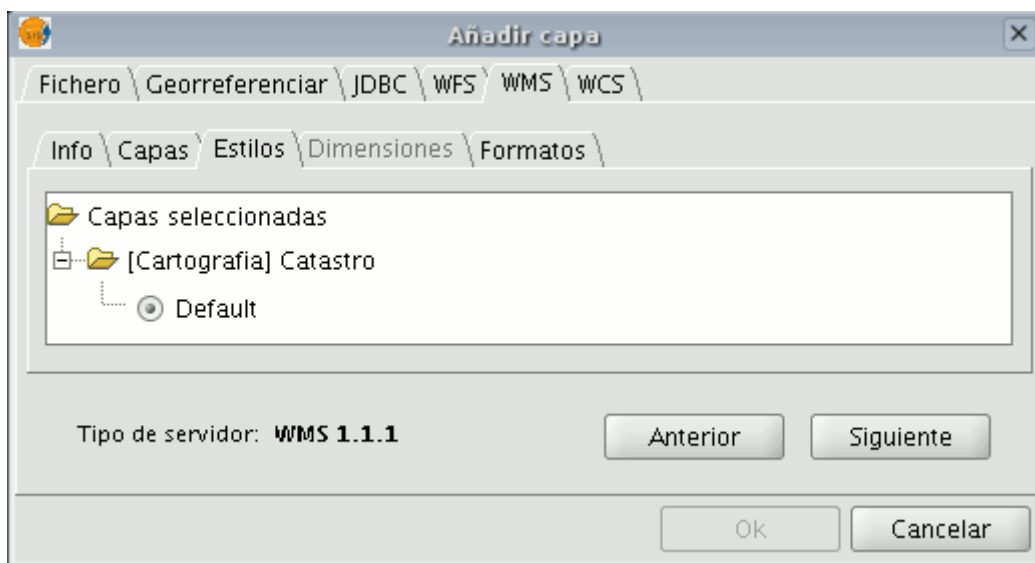 Añadir capa
Fichero Georreferenciar JDBC WFS WMS WCS
Info Capas Estilos Dimensiones Formatos
Capas seleccionadas
[Cartografia] Catastro
Default
Tipo de servidor: WMS 1.1.1 Anterior Siguiente
Ok Cancelar